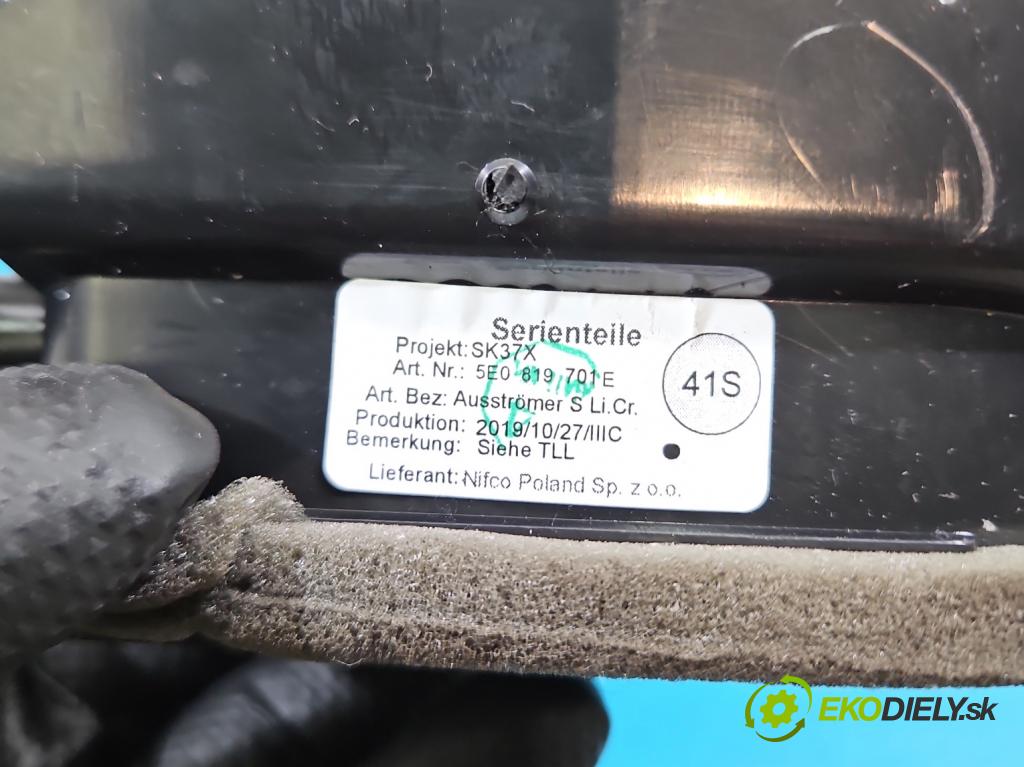 Serienteile
Projekt: SK37X
Art. Nr.: 5E0 819 701 E
41S
Art. Bez: Ausströmer S Li.Cr.
Produktion: 2019/10/27/IIIC
Bemerkung: Siehe TLL
Lieferant: Nifco Poland Sp. z o.o.
EKODIELY.sk